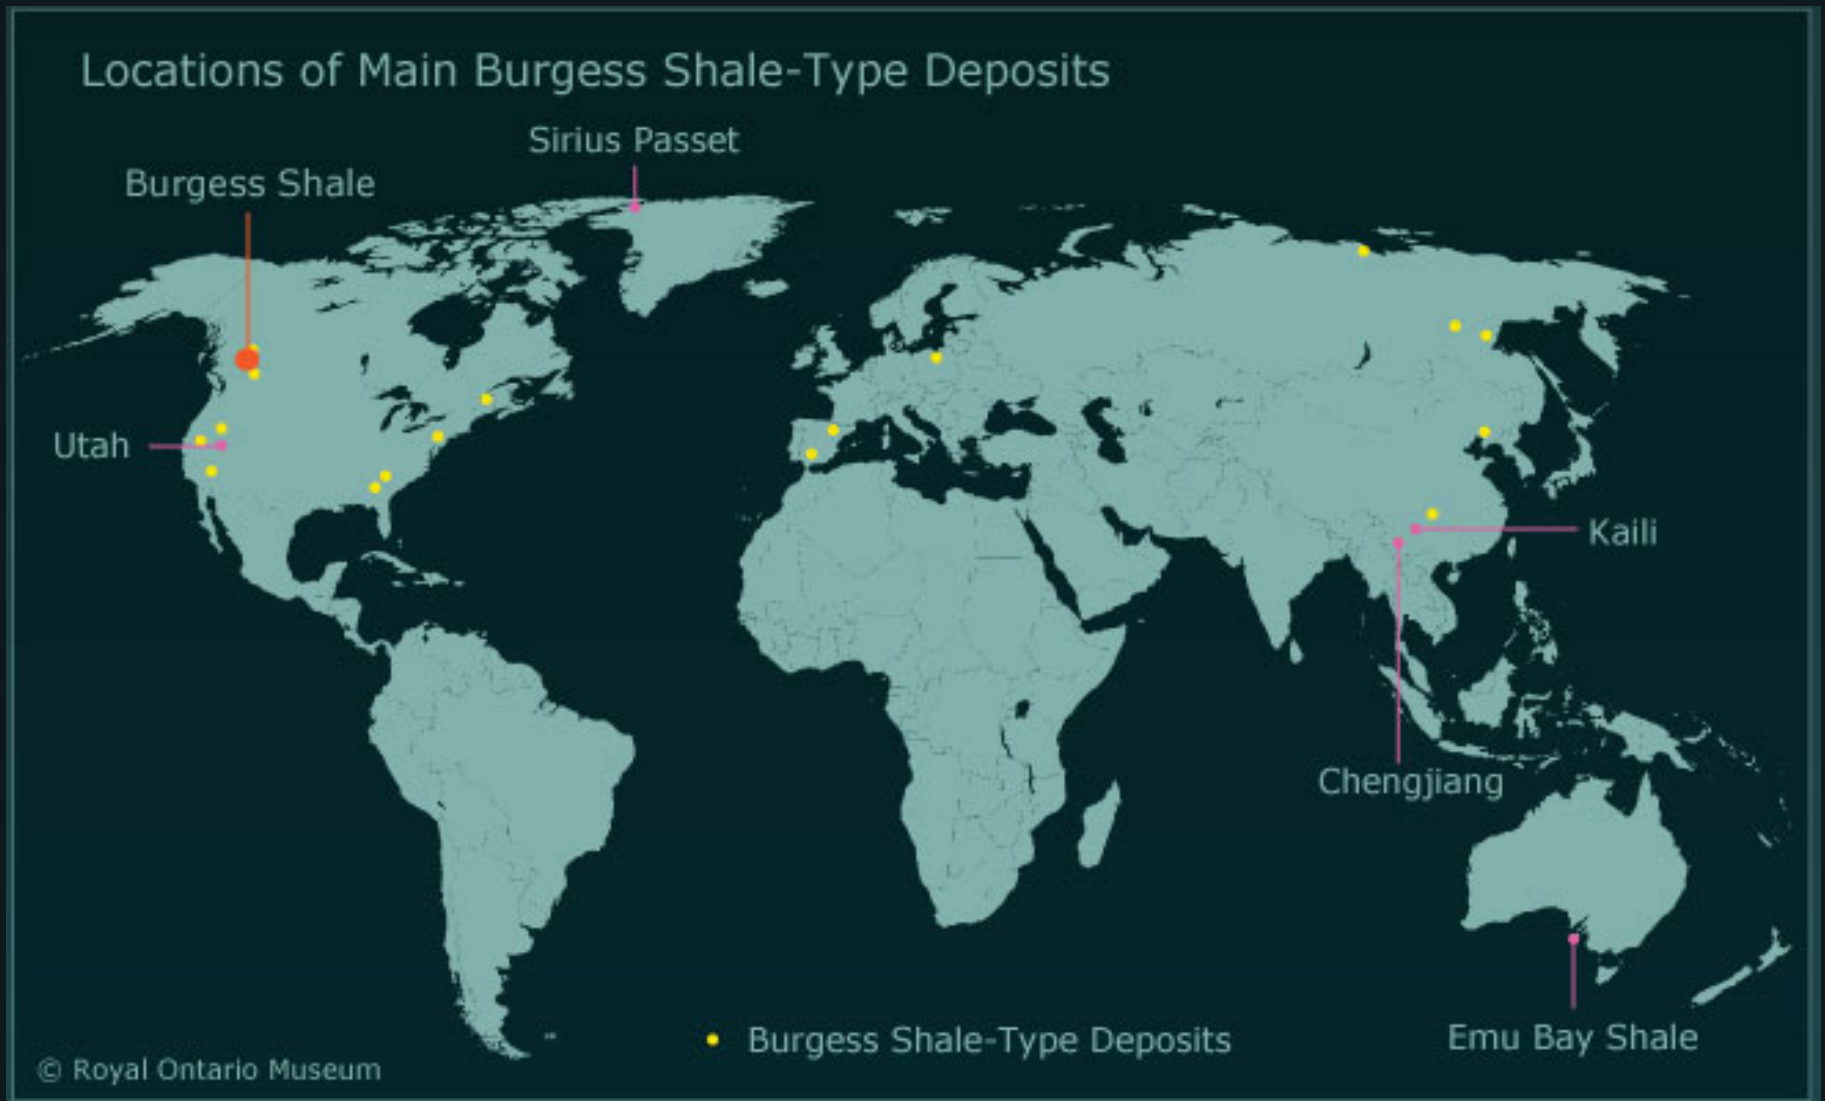 Locations of Main Burgess Shale-Type Deposits
Sirius Passet
Burgess Shale
Utah
Kaili
Chengjiang
Burgess Shale-Type Deposits
Emu Bay Shale
© Royal Ontario Museum